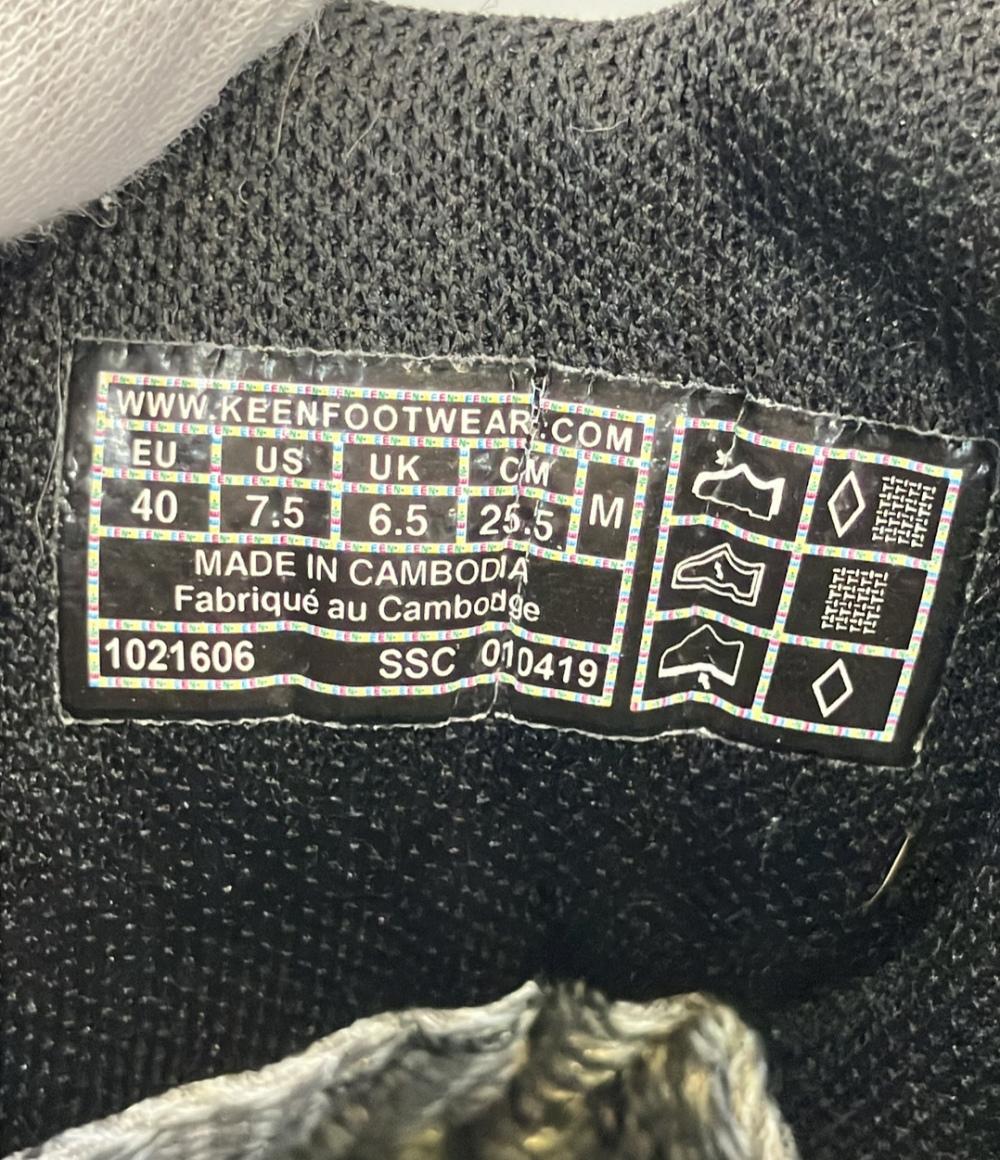 WWW.KEENFOOTWEAR.COM
EU US UK CM M
40 7.5 6.5 25.5
MADE IN CAMBODIA
Fabriqué au Cambodge
1021606 SSC 010419